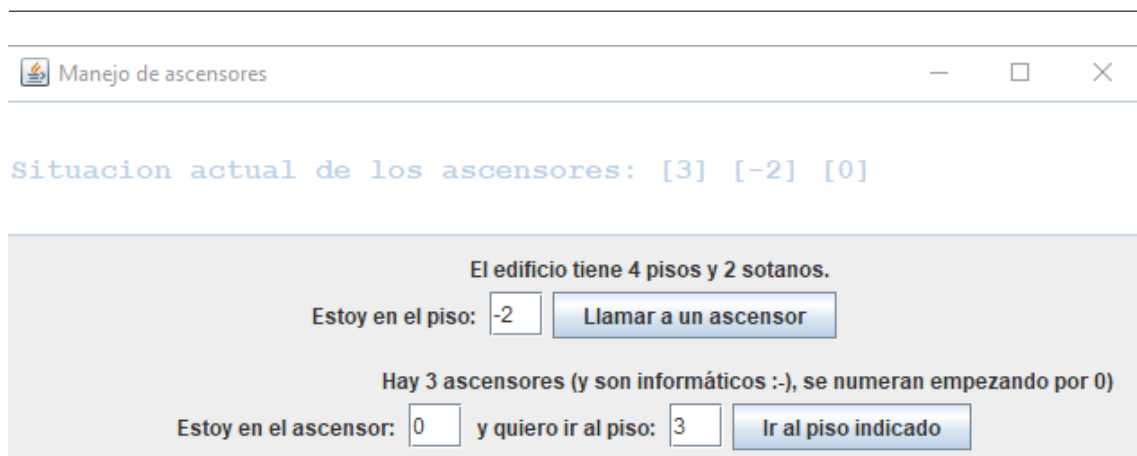 Manejo de ascensores
Situacion actual de los ascensores: [3] [-2] [0]
El edificio tiene 4 pisos y 2 sotanos.
Estoy en el piso: -2 Llamar a un ascensor
Hay 3 ascensores (y son informáticos :-), se numeran empezando por 0)
Estoy en el ascensor: 0 y quiero ir al piso: 3 Ir al piso indicado